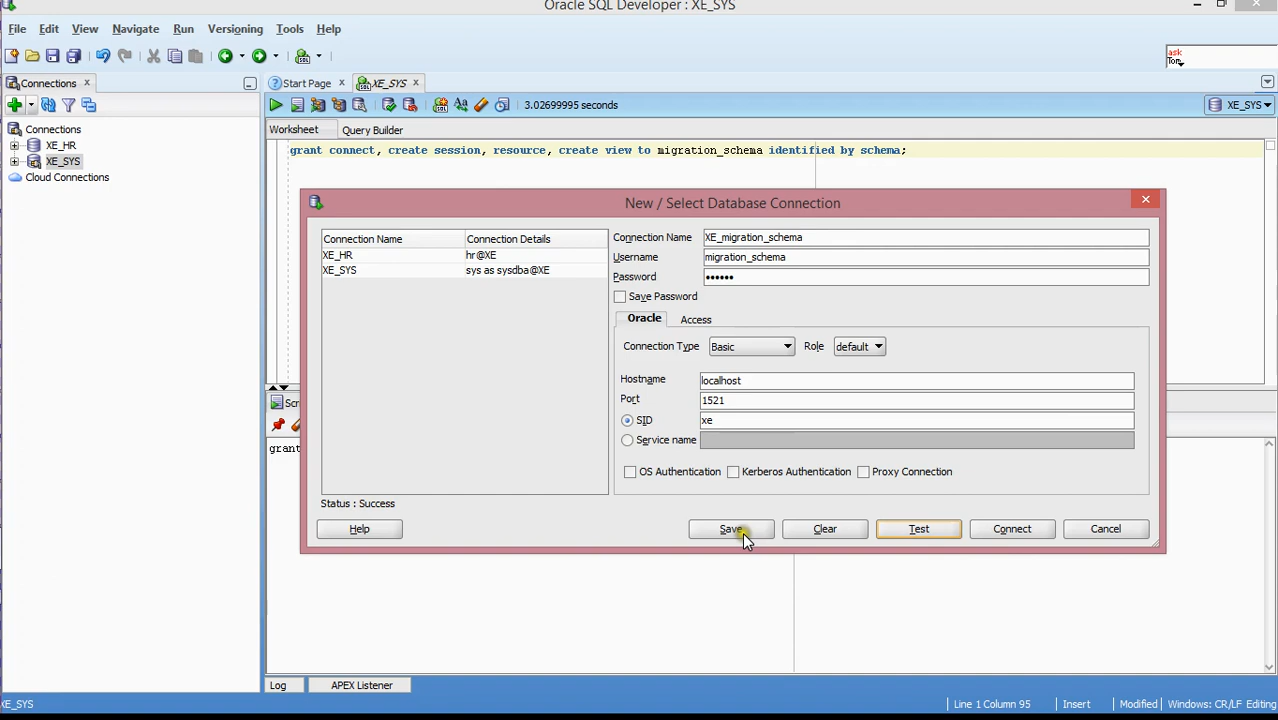 Oracle SQL Developer : XE_SYS
File Edit View Navigate Run Versioning Tools Help
ask
Tom
Connections
Start Page
XE_SYS
3.02699995 seconds
XE_SYS
Connections
XE_HR
XE_SYS
Cloud Connections
Worksheet Query Builder
grant connect, create session, resource, create view to migration_schema identified by schema;
New / Select Database Connection
Connection Name Connection Details
XE_HR hr@XE
XE_SYS sys as sysdba@XE
Connection Name XE_migration_schema
Username migration_schema
Password ••••••
Save Password
Oracle Access
Connection Type Basic Role default
Hostname localhost
Port 1521
SID xe
Service name
OS Authentication Kerberos Authentication Proxy Connection
Status : Success
Help Save Clear Test Connect Cancel
Scr
grant
Log APEX Listener
XE_SYS
Line 1 Column 95 Insert Modified Windows: CR/LF Editing